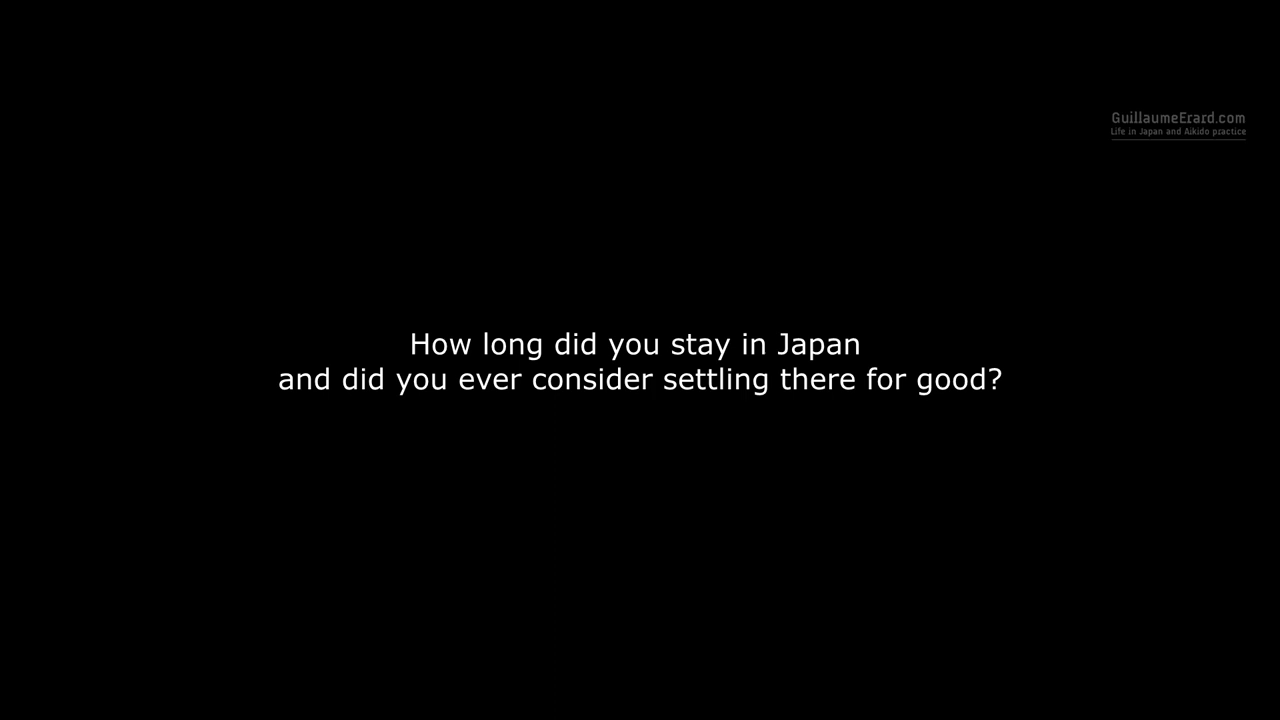 GuillaumeErard.com
Life in Japan and Aikido practice
How long did you stay in Japan
and did you ever consider settling there for good?